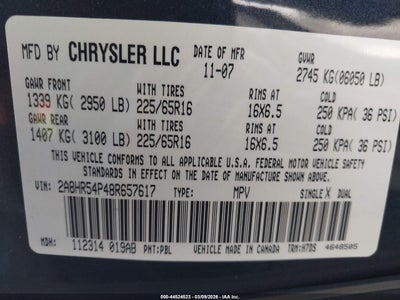 MFD BY CHRYSLER LLC DATE OF MFR 11-07 GVWR 2745 KG(06050 LB)
GAWR FRONT WITH TIRES RIMS AT COLD
1339 KG( 2950 LB) 225/65R16 16X6.5 250 KPA( 36 PSI)
GAWR REAR WITH TIRES RIMS AT COLD
1407 KG( 3100 LB) 225/65R16 16X6.5 250 KPA( 36 PSI)
THIS VEHICLE CONFORMS TO ALL APPLICABLE U.S.A. FEDERAL MOTOR VEHICLE SAFETY
STANDARDS IN EFFECT ON THE DATE OF MANUFACTURE SHOWN ABOVE.
VIN: 2A8HR54P48R657617 TYPE: MPV SINGLE X DUAL
MDH: 112314 019AB PNT:PBL VEHICLE MADE IN CANADA TRM:H7DS 4648505
000-44524523 - 03/09/2026 - IAA